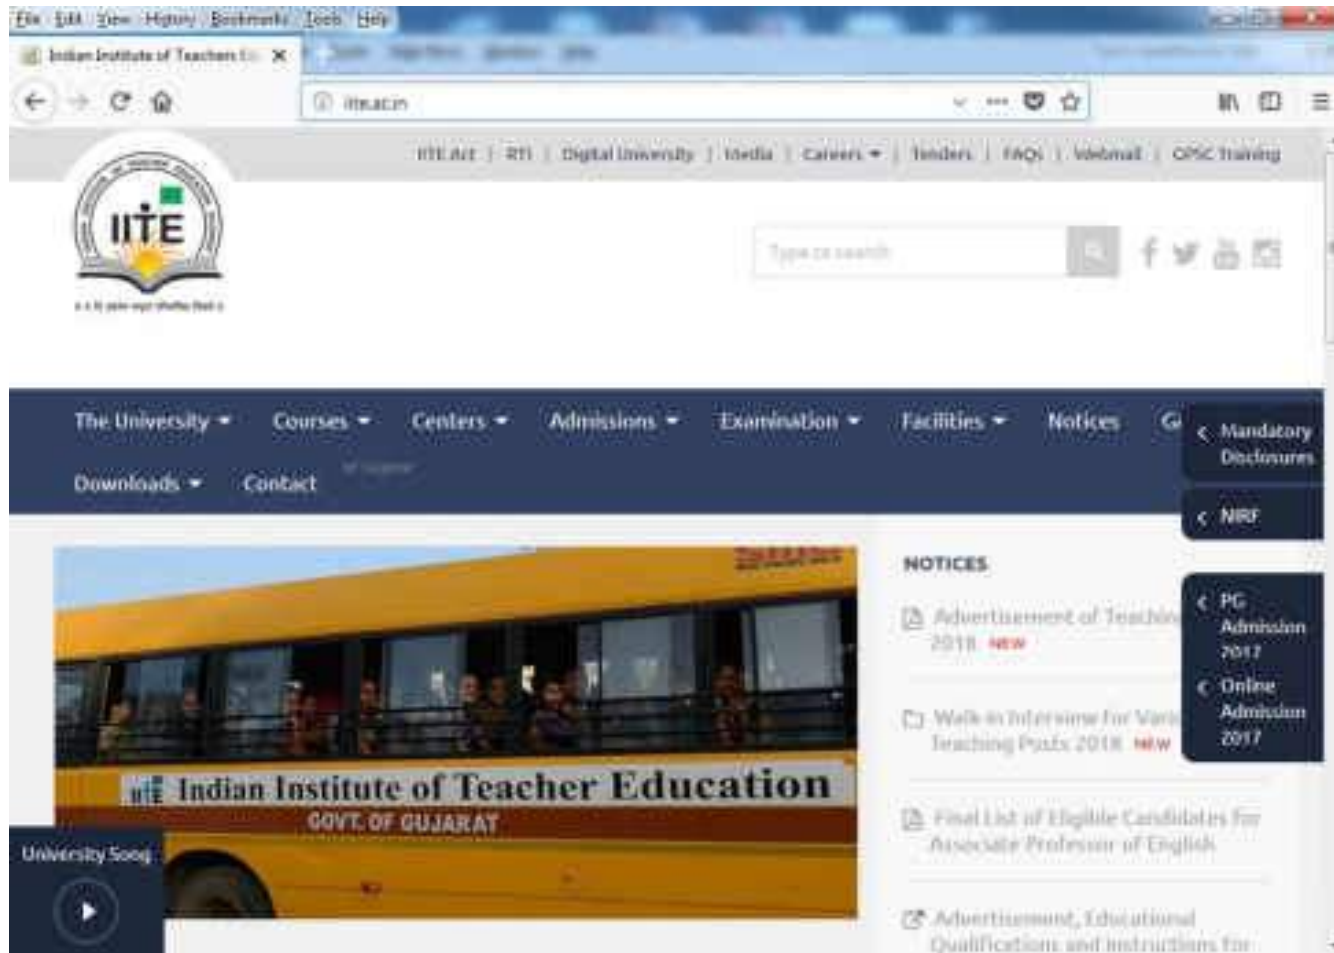 File Edit View History Bookmarks Tools Help
Indian Institute of Teachers
iite.ac.in
IITE Act | RTI | Digital University | Media | Careers | Tenders | FAQs | Webmail | GPSC Training
IITE
Type to search
The University Courses Centers Admissions Examination Facilities Notices
Downloads Contact
Mandatory
Disclosures
NIRF
PG
Admission
2017
Online
Admission
2017
Indian Institute of Teacher Education
GOVT. OF GUJARAT
University Song
NOTICES
Advertisement of Teaching
2018 NEW
Walk-in Interview for
Teaching Posts 2018 NEW
Final List of Eligible Candidates for
Associate Professor of English
Advertisement, Educational
Qualifications and Instructions for